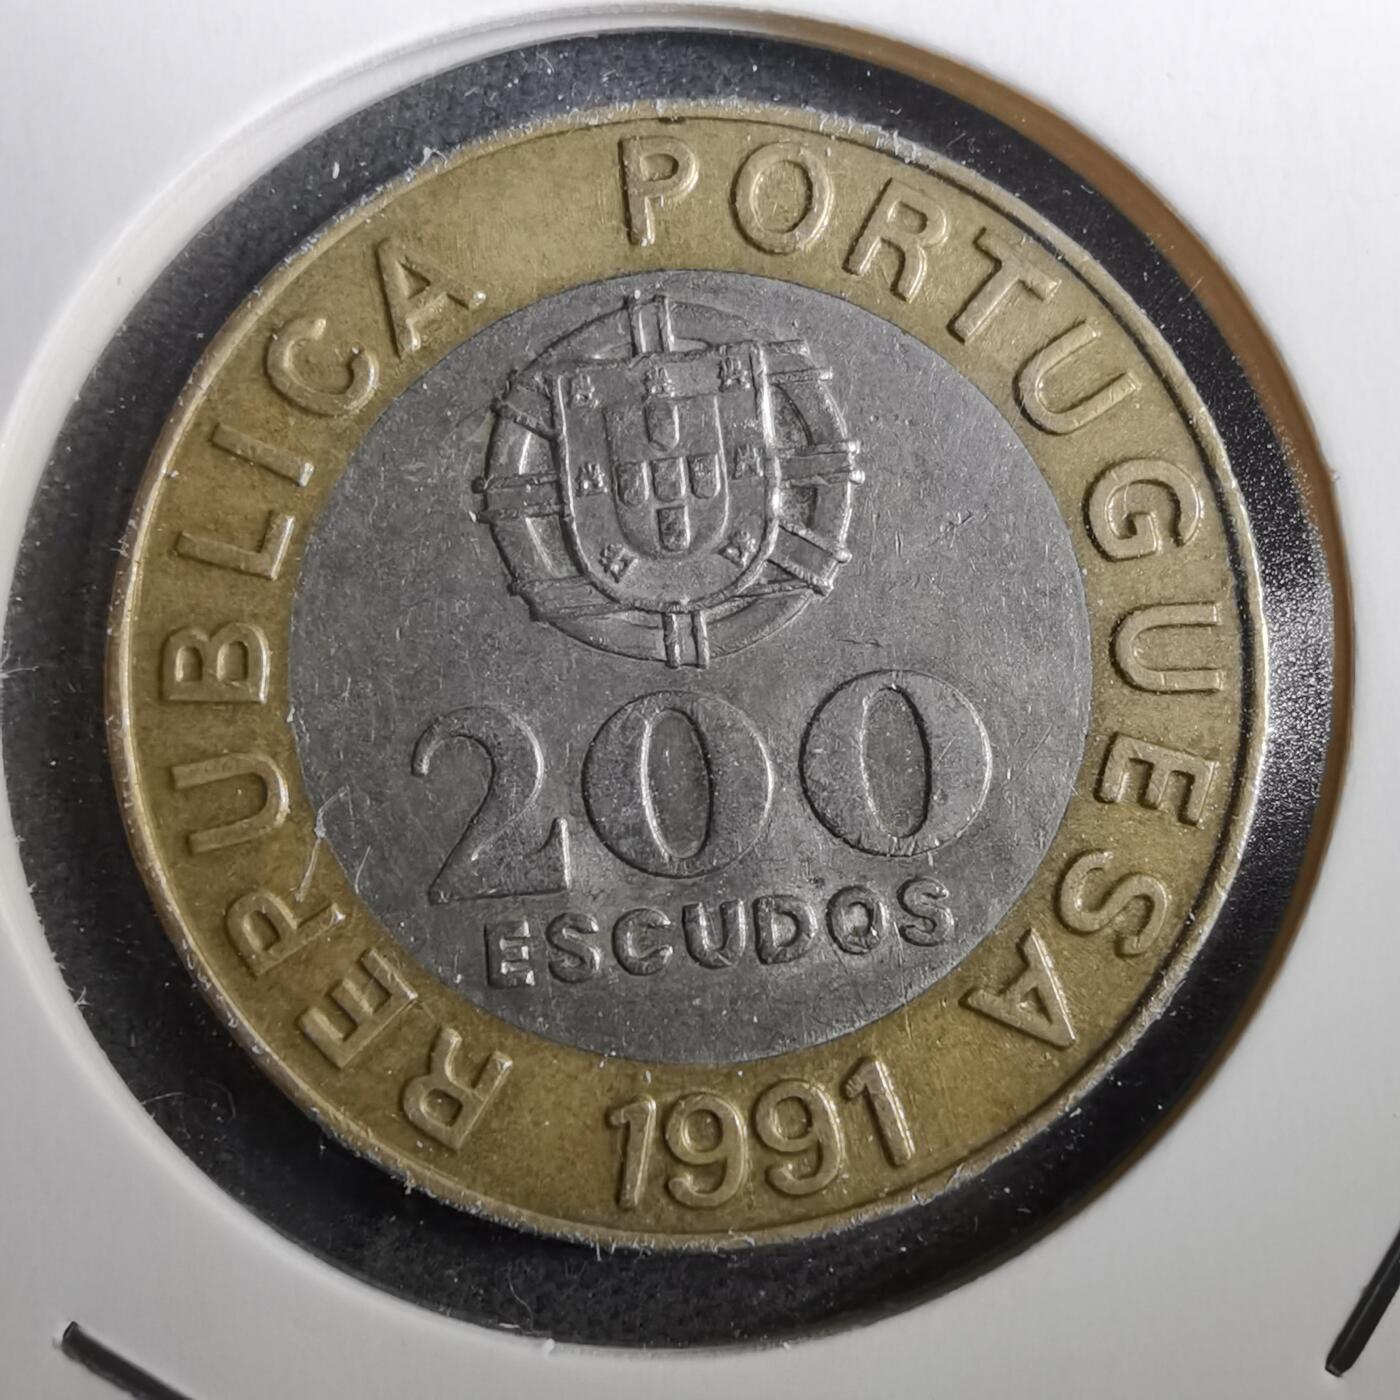 REPUBLICA PORTUGUESA
200
ESCUDOS
1991